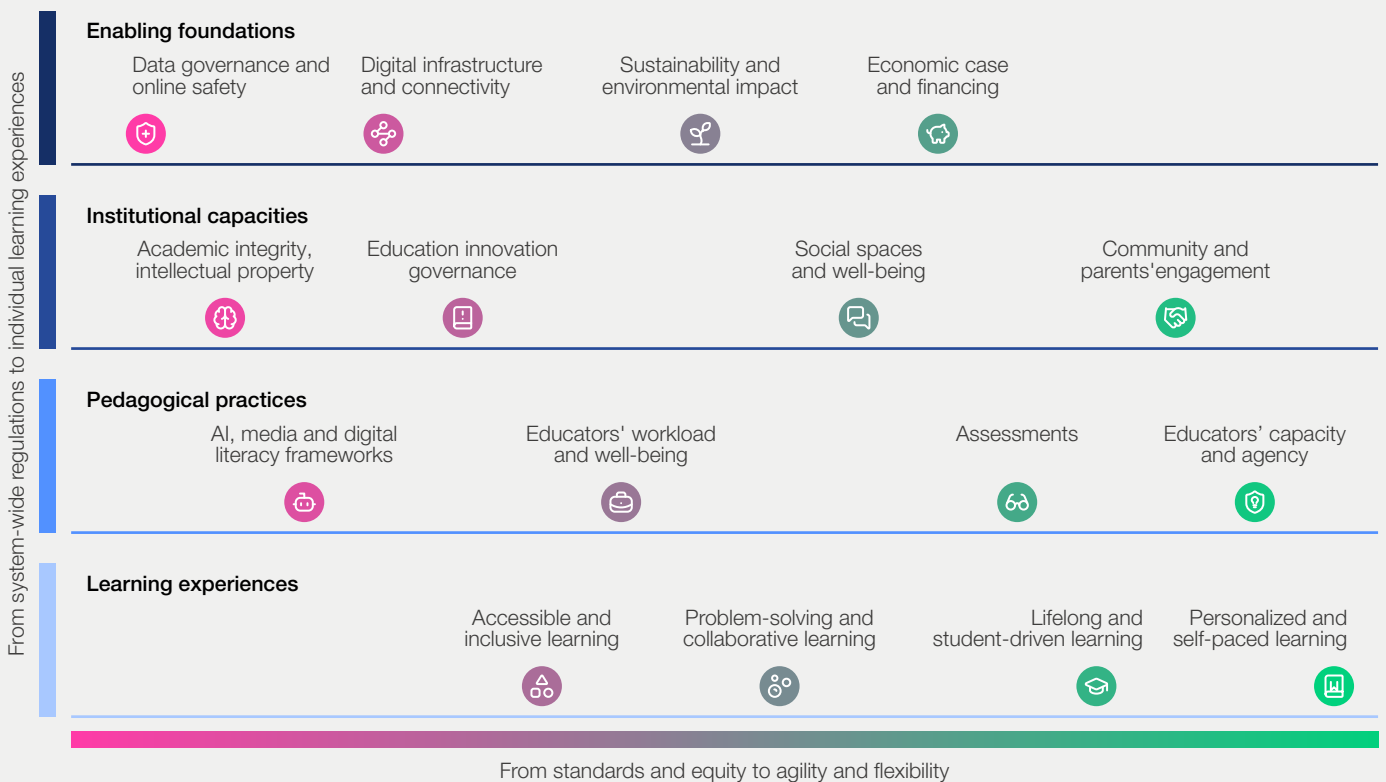 From system-wide regulations to individual learning experiences
Enabling foundations
Data governance and
online safety
Digital infrastructure
and connectivity
Sustainability and
environmental impact
Economic case
and financing
Institutional capacities
Academic integrity,
intellectual property
Education innovation
governance
Social spaces
and well-being
Community and
parents'engagement
Pedagogical practices
AI, media and digital
literacy frameworks
Educators' workload
and well-being
Assessments
Educators’ capacity
and agency
Learning experiences
Accessible and
inclusive learning
Problem-solving and
collaborative learning
Lifelong and
student-driven learning
Personalized and
self-paced learning
From standards and equity to agility and flexibility